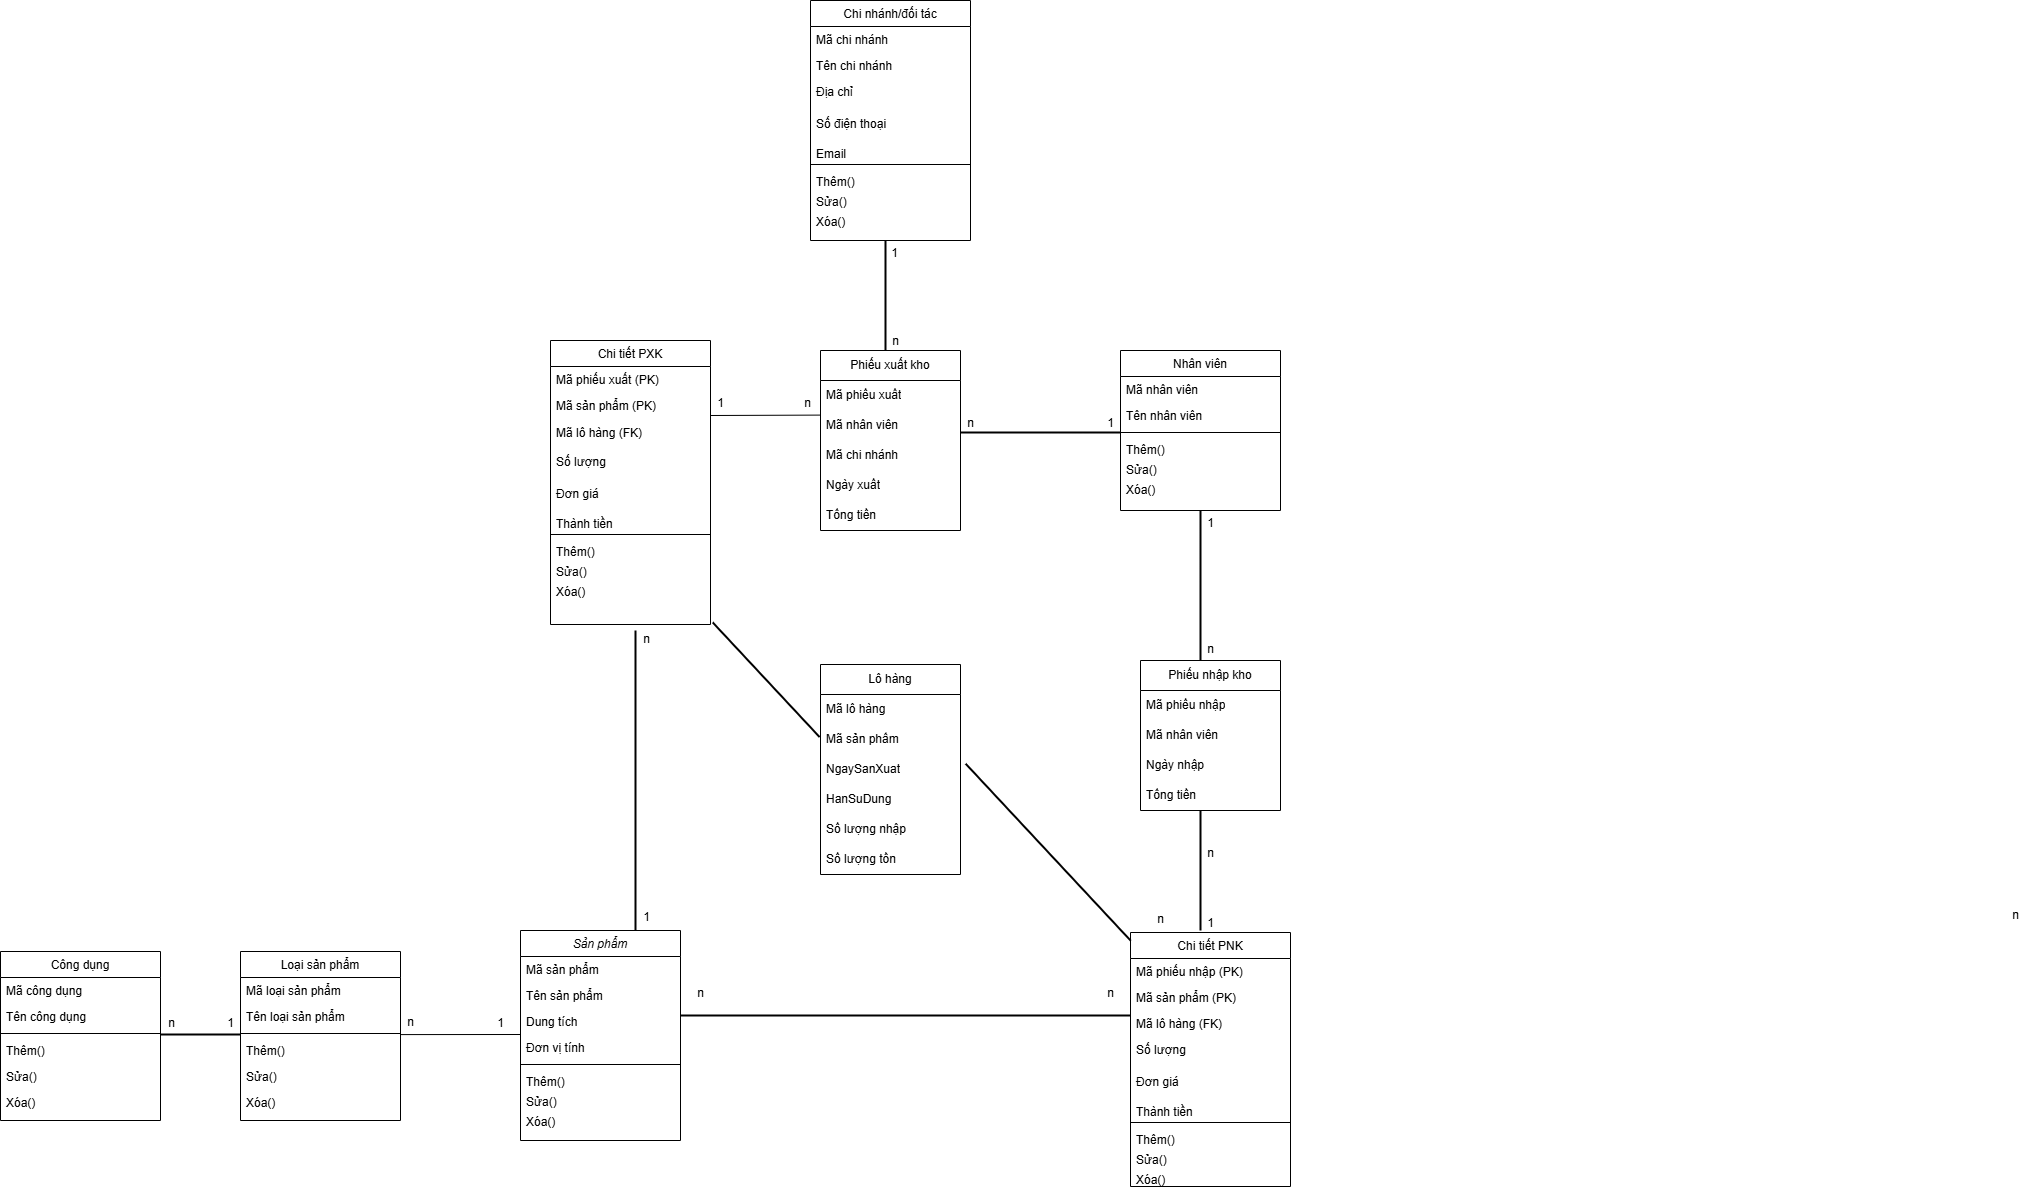 Chi nhánh/đối tác
Mã chi nhánh
Tên chi nhánh
Địa chỉ
Số điện thoại
Email
Thêm()
Sửa()
Xóa()
1
n
Chi tiết PXK
Mã phiếu xuất (PK)
Mã sản phẩm (PK)
Mã lô hàng (FK)
Số lượng
Đơn giá
Thành tiền
Thêm()
Sửa()
Xóa()
1
n
Phiếu xuất kho
Mã phiếu xuất
Mã nhân viên
Mã chi nhánh
Ngày xuất
Tổng tiền
n
1
Nhân viên
Mã nhân viên
Tên nhân viên
Thêm()
Sửa()
Xóa()
1
n
n
1
Lô hàng
Mã lô hàng
Mã sản phẩm
NgaySanXuat
HanSuDung
Số lượng nhập
Số lượng tồn
Phiếu nhập kho
Mã phiếu nhập
Mã nhân viên
Ngày nhập
Tổng tiền
n
n
1
n
Công dụng
Mã công dụng
Tên công dụng
Thêm()
Sửa()
Xóa()
n
1
Loại sản phẩm
Mã loại sản phẩm
Tên loại sản phẩm
Thêm()
Sửa()
Xóa()
n
1
Sản phẩm
Mã sản phẩm
Tên sản phẩm
Dung tích
Đơn vị tính
Thêm()
Sửa()
Xóa()
n
n
Chi tiết PNK
Mã phiếu nhập (PK)
Mã sản phẩm (PK)
Mã lô hàng (FK)
Số lượng
Đơn giá
Thành tiền
Thêm()
Sửa()
Xóa()